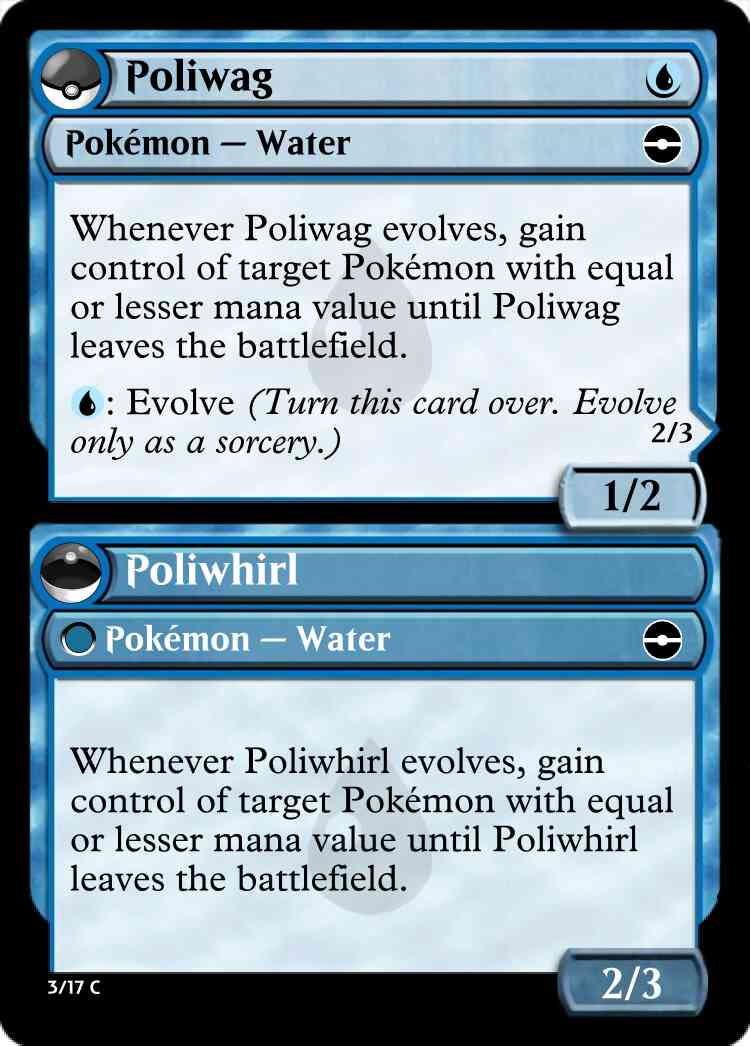 Poliwag
Pokémon — Water
Whenever Poliwag evolves, gain
control of target Pokémon with equal
or lesser mana value until Poliwag
leaves the battlefield.
: Evolve (Turn this card over. Evolve
only as a sorcery.)
2/3
1/2
Poliwhirl
Pokémon — Water
Whenever Poliwhirl evolves, gain
control of target Pokémon with equal
or lesser mana value until Poliwhirl
leaves the battlefield.
3/17 C
2/3